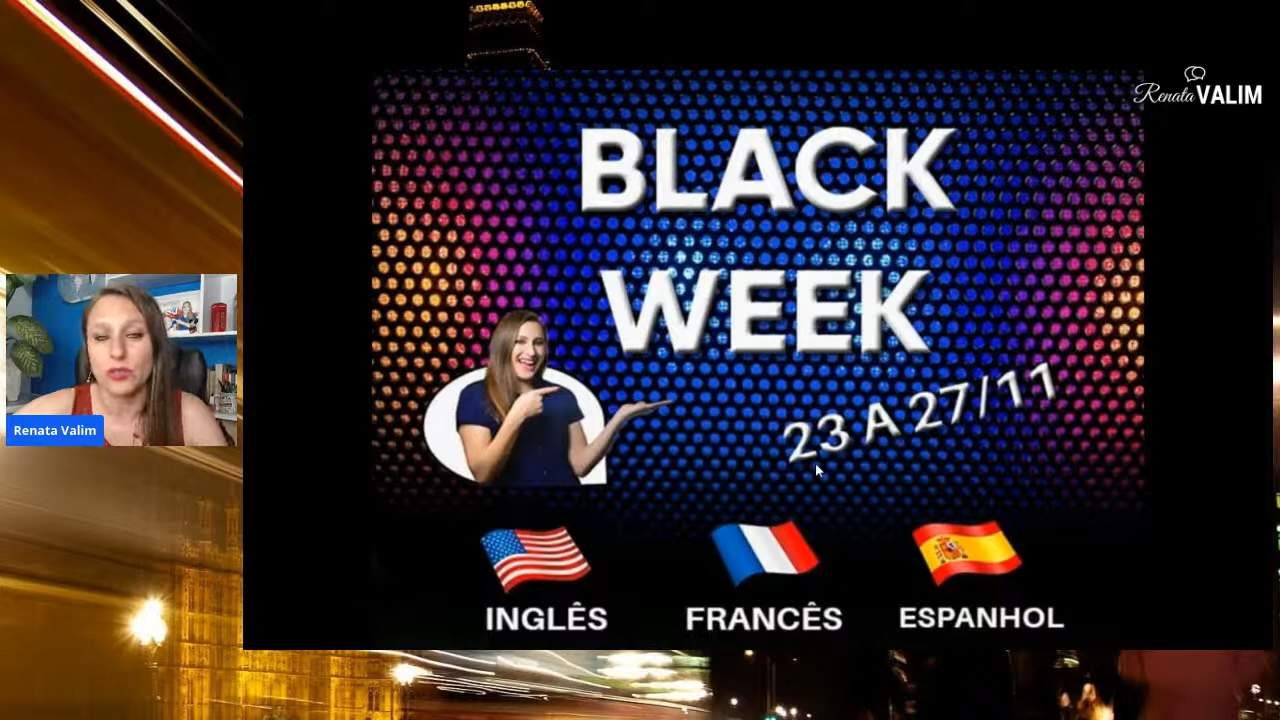 Renata VALIM
BLACK
WEEK
23 A 27/11
Renata Valim
INGLÊS
FRANCÊS
ESPANHOL